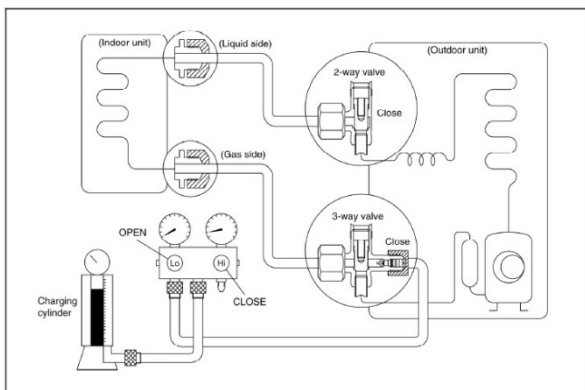 (Indoor unit)
(Liquid side)
(Outdoor unit)
2-way valve
Close
(Gas side)
3-way valve
Close
OPEN
Lo
Hi
CLOSE
Charging
cylinder